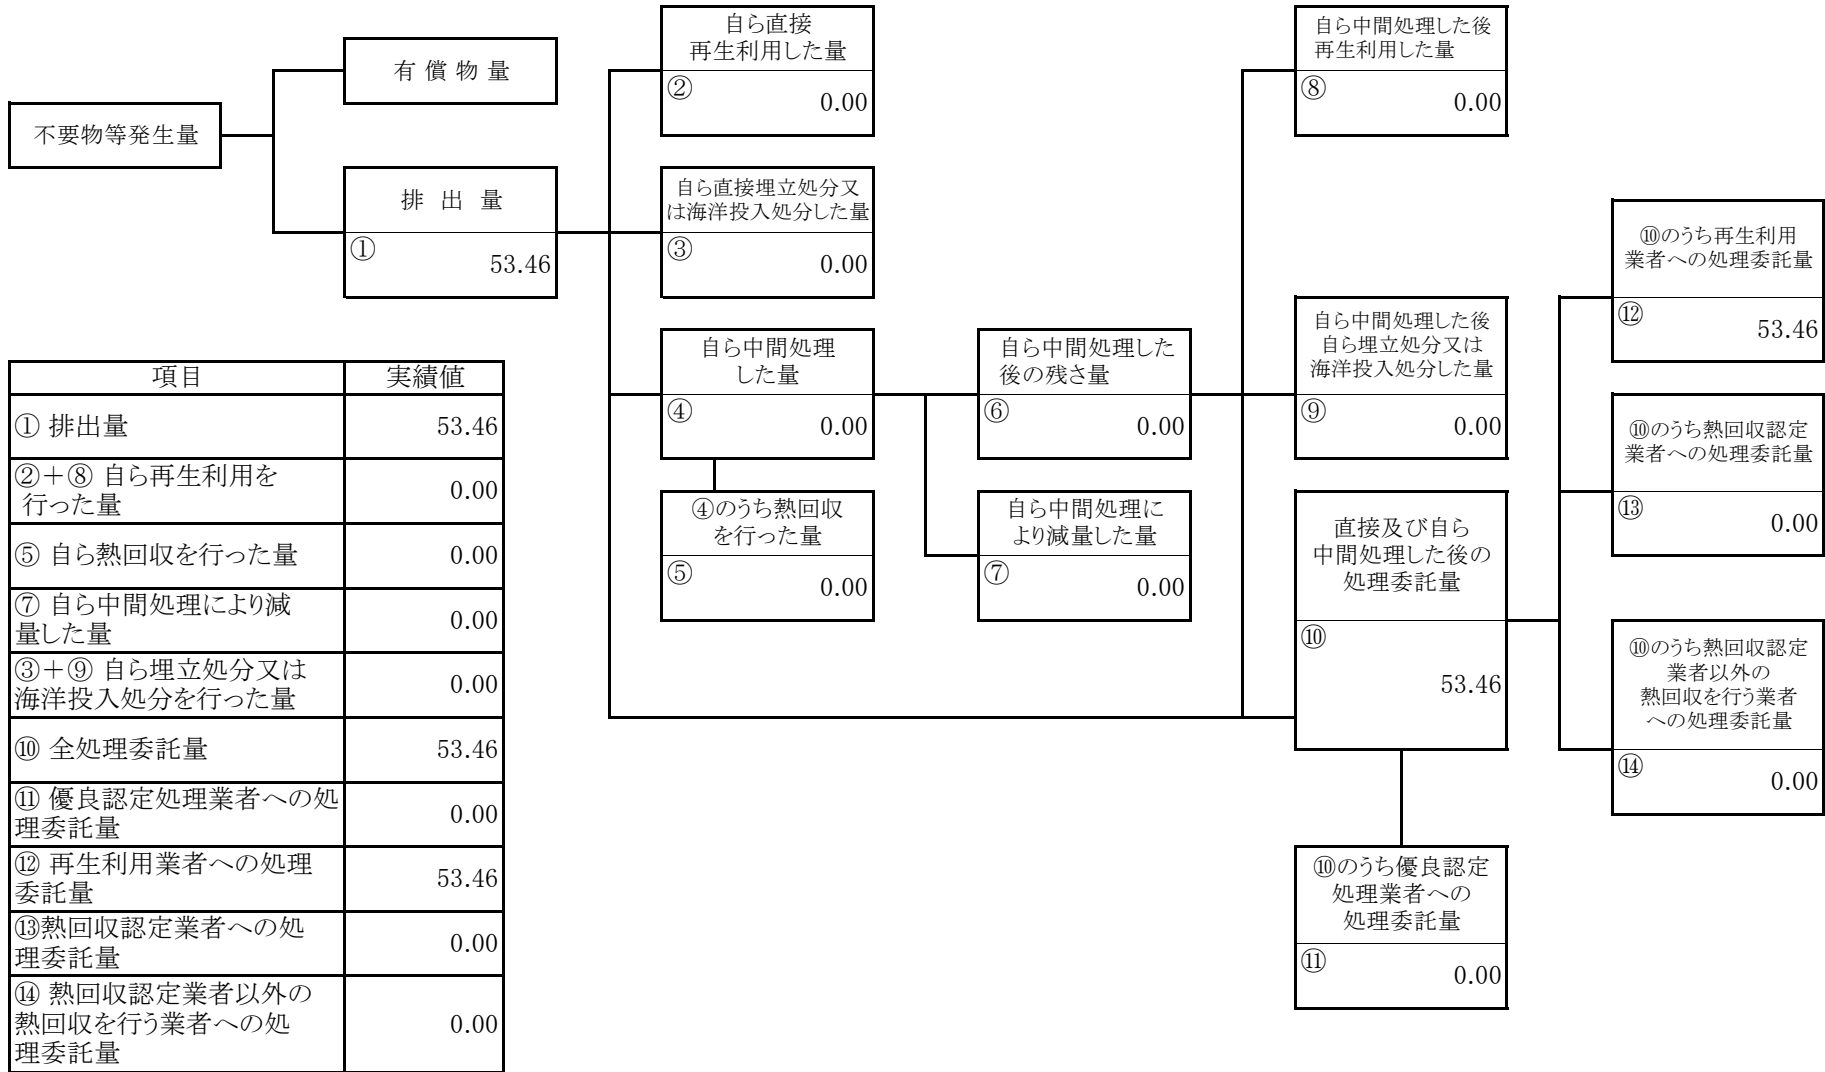 不要物等発生量
有 償 物 量
排 出 量
①
53.46
自ら直接
再生利用した量
②
0.00
自ら直接埋立処分又
は海洋投入処分した量
③
0.00
自ら中間処理
した量
④
0.00
④のうち熱回収
を行った量
⑤
0.00
自ら中間処理した
後の残さ量
⑥
0.00
自ら中間処理に
より減量した量
⑦
0.00
自ら中間処理した後
再生利用した量
⑧
0.00
自ら中間処理した後
自ら埋立処分又は
海洋投入処分した量
⑨
0.00
直接及び自ら
中間処理した後の
処理委託量
⑩
53.46
⑩のうち優良認定
処理業者への
処理委託量
⑪
0.00
⑩のうち再生利用
業者への処理委託量
⑫
53.46
⑩のうち熱回収認定
業者への処理委託量
⑬
0.00
⑩のうち熱回収認定
業者以外の
熱回収を行う業者
への処理委託量
⑭
0.00
項目 実績値
① 排出量 53.46
②＋⑧ 自ら再生利用を
行った量 0.00
⑤ 自ら熱回収を行った量 0.00
⑦ 自ら中間処理により減
量した量 0.00
③＋⑨ 自ら埋立処分又は
海洋投入処分を行った量 0.00
⑩ 全処理委託量 53.46
⑪ 優良認定処理業者への処
理委託量 0.00
⑫ 再生利用業者への処理
委託量 53.46
⑬熱回収認定業者への処
理委託量 0.00
⑭ 熱回収認定業者以外の
熱回収を行う業者への処
理委託量 0.00